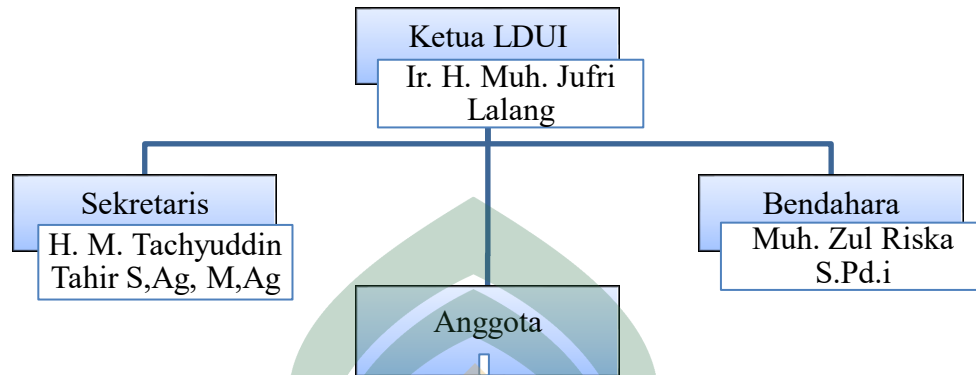 Ketua LDUI
Ir. H. Muh. Jufri
Lalang
Sekretaris
H. M. Tachyuddin
Tahir S,Ag, M,Ag
Bendahara
Muh. Zul Riska
S.Pd.i
Anggota